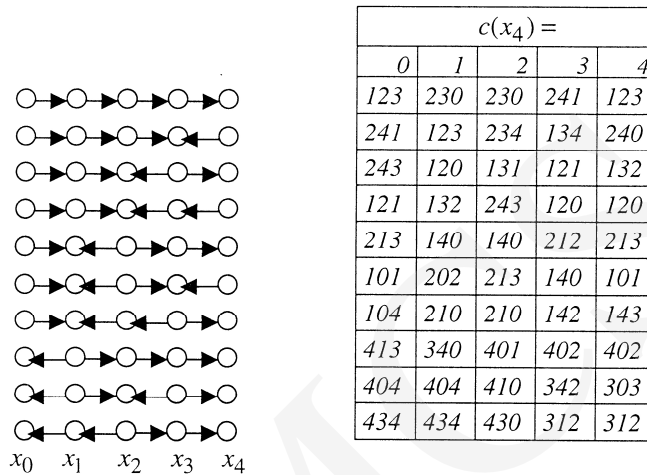 c(x₄) =
0 1 2 3 4
123 230 230 241 123
241 123 234 134 240
243 120 131 121 132
121 132 243 120 120
213 140 140 212 213
101 202 213 140 101
104 210 210 142 143
413 340 401 402 402
404 404 410 342 303
434 434 430 312 312
x₀ x₁ x₂ x₃ x₄